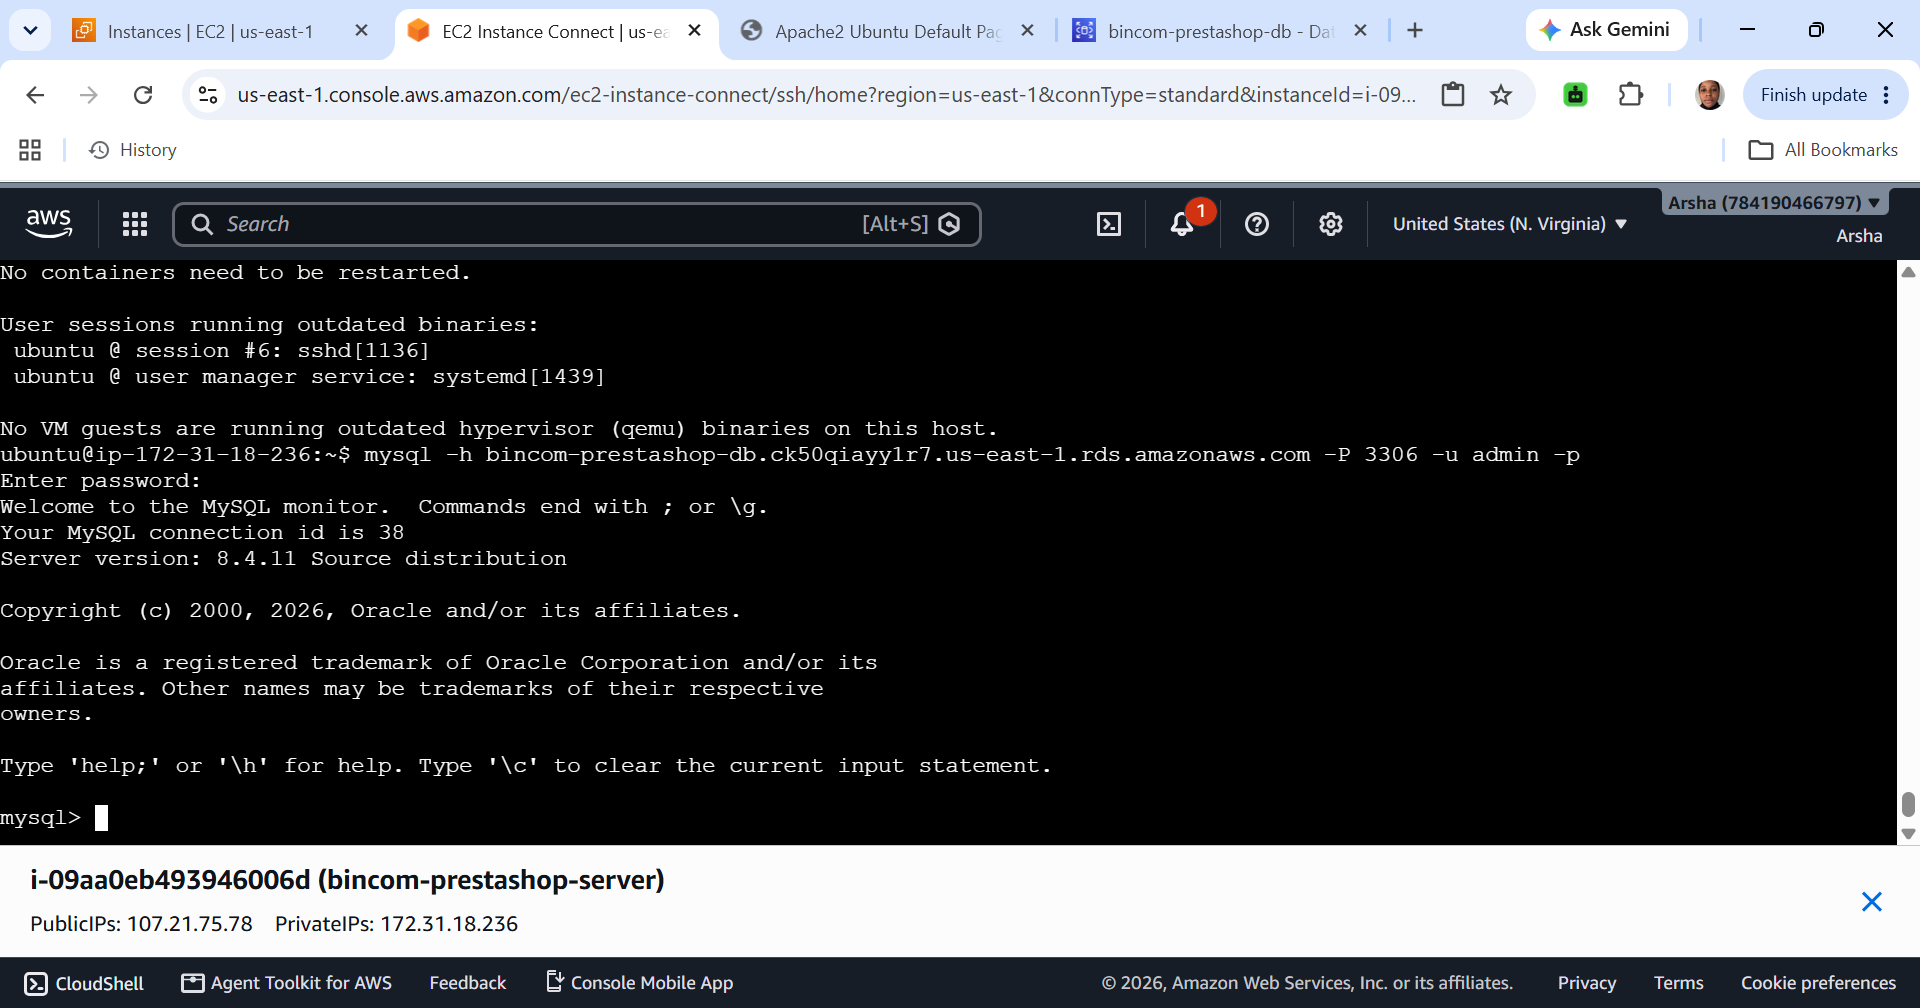 Instances | EC2 | us-east-1
EC2 Instance Connect | us-ea
Apache2 Ubuntu Default Pag
bincom-prestashop-db - Dat
Ask Gemini
us-east-1.console.aws.amazon.com/ec2-instance-connect/ssh/home?region=us-east-1&connType=standard&instanceId=i-09...
Finish update
History
All Bookmarks
aws
Search
[Alt+S]
1
United States (N. Virginia)
Arsha (784190466797)
Arsha
No containers need to be restarted.
User sessions running outdated binaries:
ubuntu @ session #6: sshd[1136]
ubuntu @ user manager service: systemd[1439]
No VM guests are running outdated hypervisor (qemu) binaries on this host.
ubuntu@ip-172-31-18-236:~$ mysql -h bincom-prestashop-db.ck50qiayy1r7.us-east-1.rds.amazonaws.com -P 3306 -u admin -p
Enter password:
Welcome to the MySQL monitor.  Commands end with ; or \g.
Your MySQL connection id is 38
Server version: 8.4.11 Source distribution
Copyright (c) 2000, 2026, Oracle and/or its affiliates.
Oracle is a registered trademark of Oracle Corporation and/or its
affiliates. Other names may be trademarks of their respective
owners.
Type 'help;' or '\h' for help. Type '\c' to clear the current input statement.
mysql>
i-09aa0eb493946006d (bincom-prestashop-server)
PublicIPs: 107.21.75.78 PrivateIPs: 172.31.18.236
CloudShell
Agent Toolkit for AWS
Feedback
Console Mobile App
© 2026, Amazon Web Services, Inc. or its affiliates.
Privacy
Terms
Cookie preferences